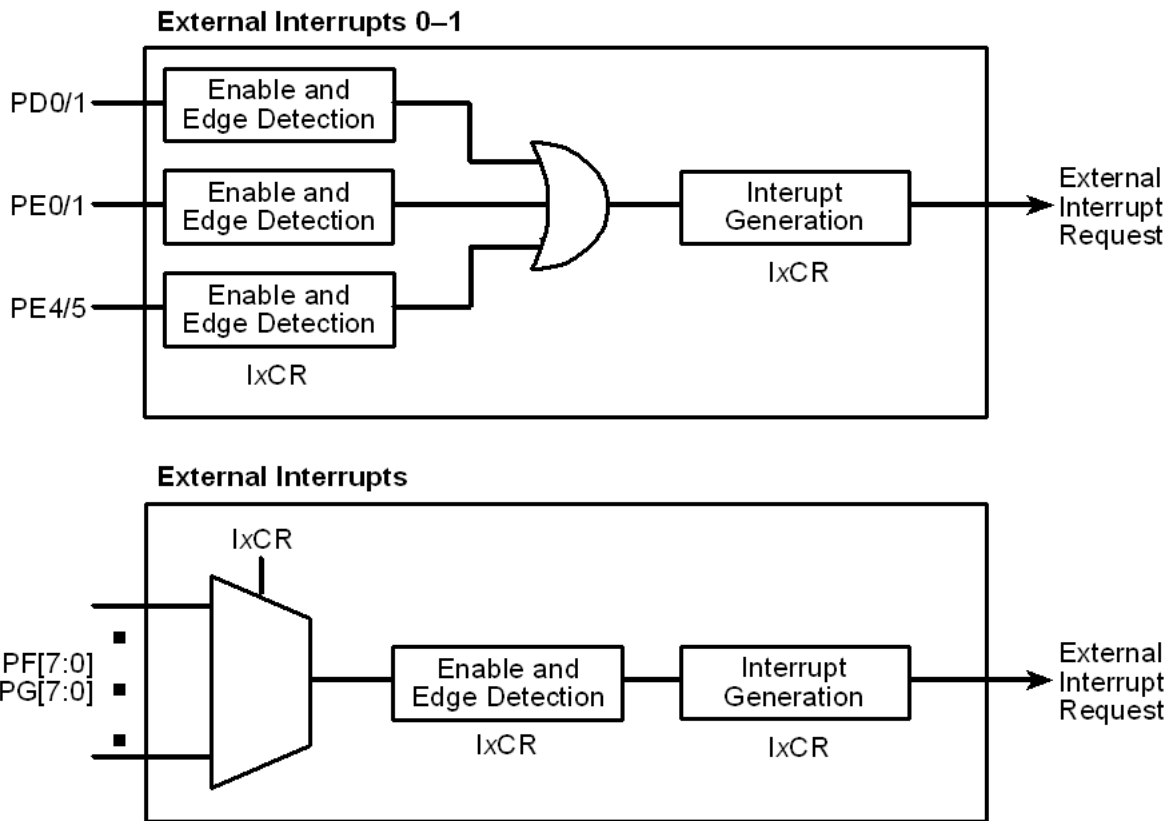 External Interrupts 0–1
PD0/1
Enable and
Edge Detection
PE0/1
Enable and
Edge Detection
PE4/5
Enable and
Edge Detection
IxCR
Interupt
Generation
IxCR
External
Interrupt
Request
External Interrupts
IxCR
PF[7:0]
PG[7:0]
Enable and
Edge Detection
IxCR
Interrupt
Generation
IxCR
External
Interrupt
Request